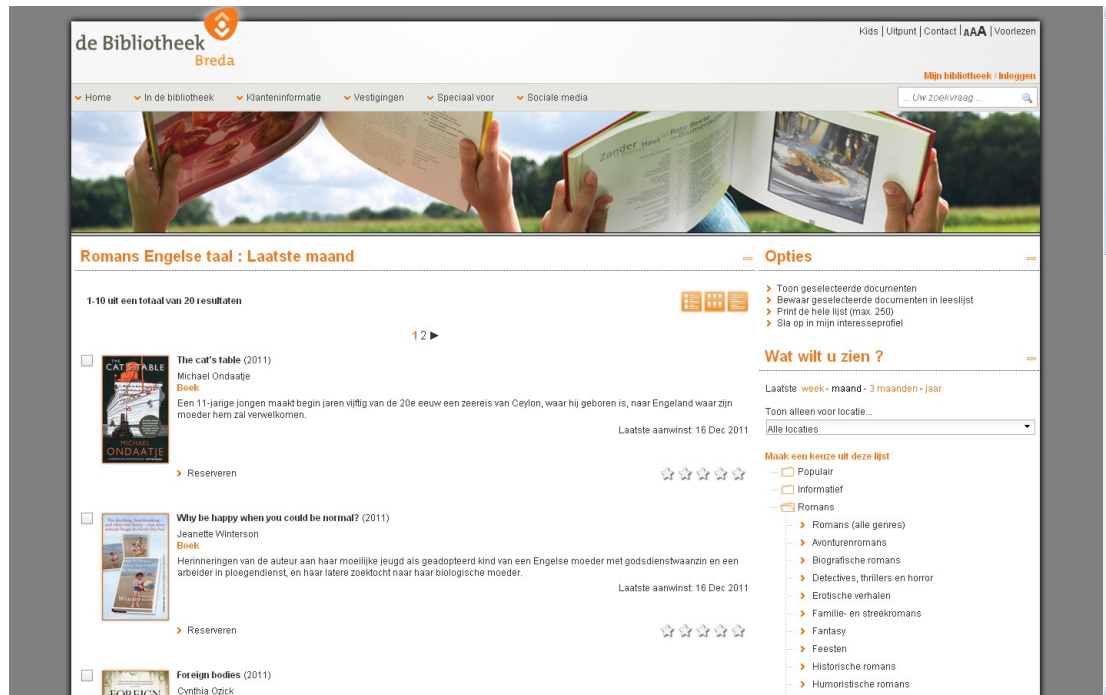 de Bibliotheek
Breda
Kids | Uitpunt | Contact | AAA | Voorlezen
Mijn bibliotheek / Inloggen
Home In de bibliotheek Klanteninformatie Vestigingen Speciaal voor Sociale media
... Uw zoekvraag ...
Zander Haut
Romans Engelse taal : Laatste maand
1-10 uit een totaal van 20 resultaten
1 2
THE
CAT'S TABLE
MICHAEL
ONDAATJE
The cat's table (2011)
Michael Ondaatje
Boek
Een 11-jarige jongen maakt begin jaren vijftig van de 20e eeuw een zeereis van Ceylon, waar hij geboren is, naar Engeland waar zijn
moeder hem zal verwelkomen.
Laatste aanwinst: 16 Dec 2011
Reserveren
Why be happy when you could be normal? (2011)
Jeanette Winterson
Boek
Herinneringen van de auteur aan haar moeilijke jeugd als geadopteerd kind van een Engelse moeder met godsdienstwaanzin en een
arbeider in ploegendienst, en haar latere zoektocht naar haar biologische moeder.
Laatste aanwinst: 16 Dec 2011
Reserveren
FOREIGN
Foreign bodies (2011)
Cynthia Ozick
Opties
Toon geselecteerde documenten
Bewaar geselecteerde documenten in leeslijst
Print de hele lijst (max. 250)
Sla op in mijn interesseprofiel
Wat wilt u zien ?
Laatste week - maand - 3 maanden - jaar
Toon alleen voor locatie...
Alle locaties
Maak een keuze uit deze lijst
Populair
Informatief
Romans
Romans (alle genres)
Avonturenromans
Biografische romans
Detectives, thrillers en horror
Erotische verhalen
Familie- en streekromans
Fantasy
Feesten
Historische romans
Humoristische romans